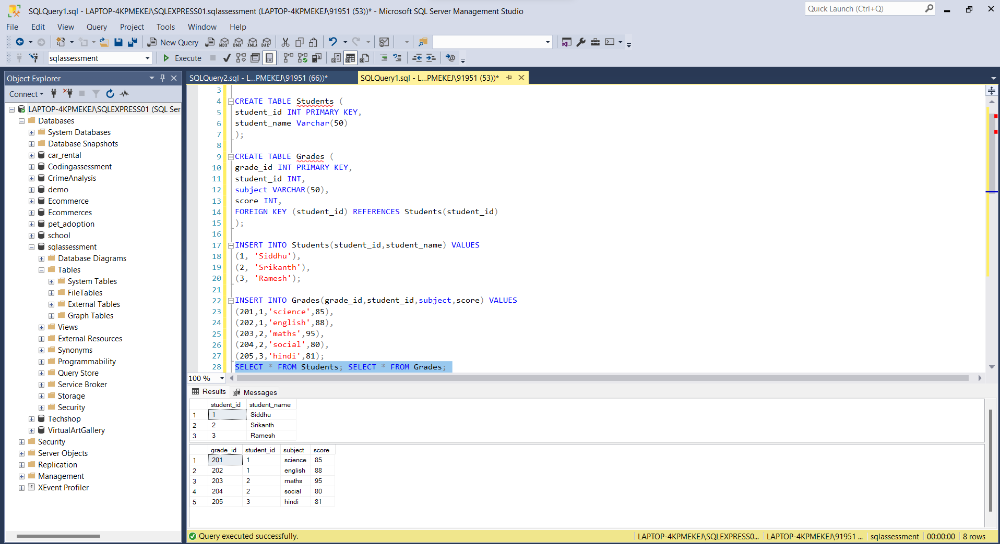 SQLQuery1.sql - LAPTOP-4KPMEKEJ\SQLEXPRESS01.sqlassessment (LAPTOP-4KPMEKEJ\91951 (53))* - Microsoft SQL Server Management Studio
Quick Launch (Ctrl+Q)
File Edit View Query Project Tools Window Help
New Query MDX DMX XMLA DAX
sqlassessment Execute
Object Explorer
SQLQuery2.sql - L...PMEKEJ\91951 (66))*
SQLQuery1.sql - L...PMEKEJ\91951 (53))*
Connect
LAPTOP-4KPMEKEJ\SQLEXPRESS01 (SQL Ser
Databases
System Databases
Database Snapshots
car_rental
Codingassessment
CrimeAnalysis
demo
Ecommerce
Ecommerces
pet_adoption
school
sqlassessment
Database Diagrams
Tables
System Tables
FileTables
External Tables
Graph Tables
Views
External Resources
Synonyms
Programmability
Query Store
Service Broker
Storage
Security
Techshop
VirtualArtGallery
Security
Server Objects
Replication
Management
XEvent Profiler
3
4 CREATE TABLE Students (
5 student_id INT PRIMARY KEY,
6 student_name Varchar(50)
7 );
8
9 CREATE TABLE Grades (
10 grade_id INT PRIMARY KEY,
11 student_id INT,
12 subject VARCHAR(50),
13 score INT,
14 FOREIGN KEY (student_id) REFERENCES Students(student_id)
15 );
16
17 INSERT INTO Students(student_id,student_name) VALUES
18 (1, 'Siddhu'),
19 (2, 'Srikanth'),
20 (3, 'Ramesh');
21
22 INSERT INTO Grades(grade_id,student_id,subject,score) VALUES
23 (201,1,'science',85),
24 (202,1,'english',88),
25 (203,2,'maths',95),
26 (204,2,'social',80),
27 (205,3,'hindi',81);
28 SELECT * FROM Students; SELECT * FROM Grades;
100 %
Results Messages
student_id student_name
1 1 Siddhu
2 2 Srikanth
3 3 Ramesh
grade_id student_id subject score
1 201 1 science 85
2 202 1 english 88
3 203 2 maths 95
4 204 2 social 80
5 205 3 hindi 81
Query executed successfully.
LAPTOP-4KPMEKEJ\SQLEXPRESS0... LAPTOP-4KPMEKEJ\91951 ... sqlassessment 00:00:00 8 rows